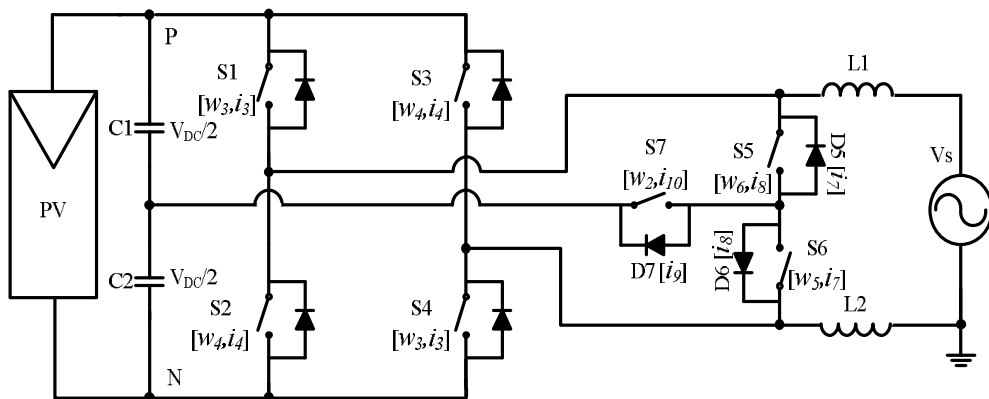 P
S1
[w3,i3]
S3
[w4,i4]
L1
C1
VDC/2
S7
[w2,i10]
S5
[w6,i8]
D5 [i7]
Vs
PV
C2
VDC/2
D7 [i9]
D6 [i8]
S6
[w5,i7]
S2
[w4,i4]
S4
[w3,i3]
L2
N